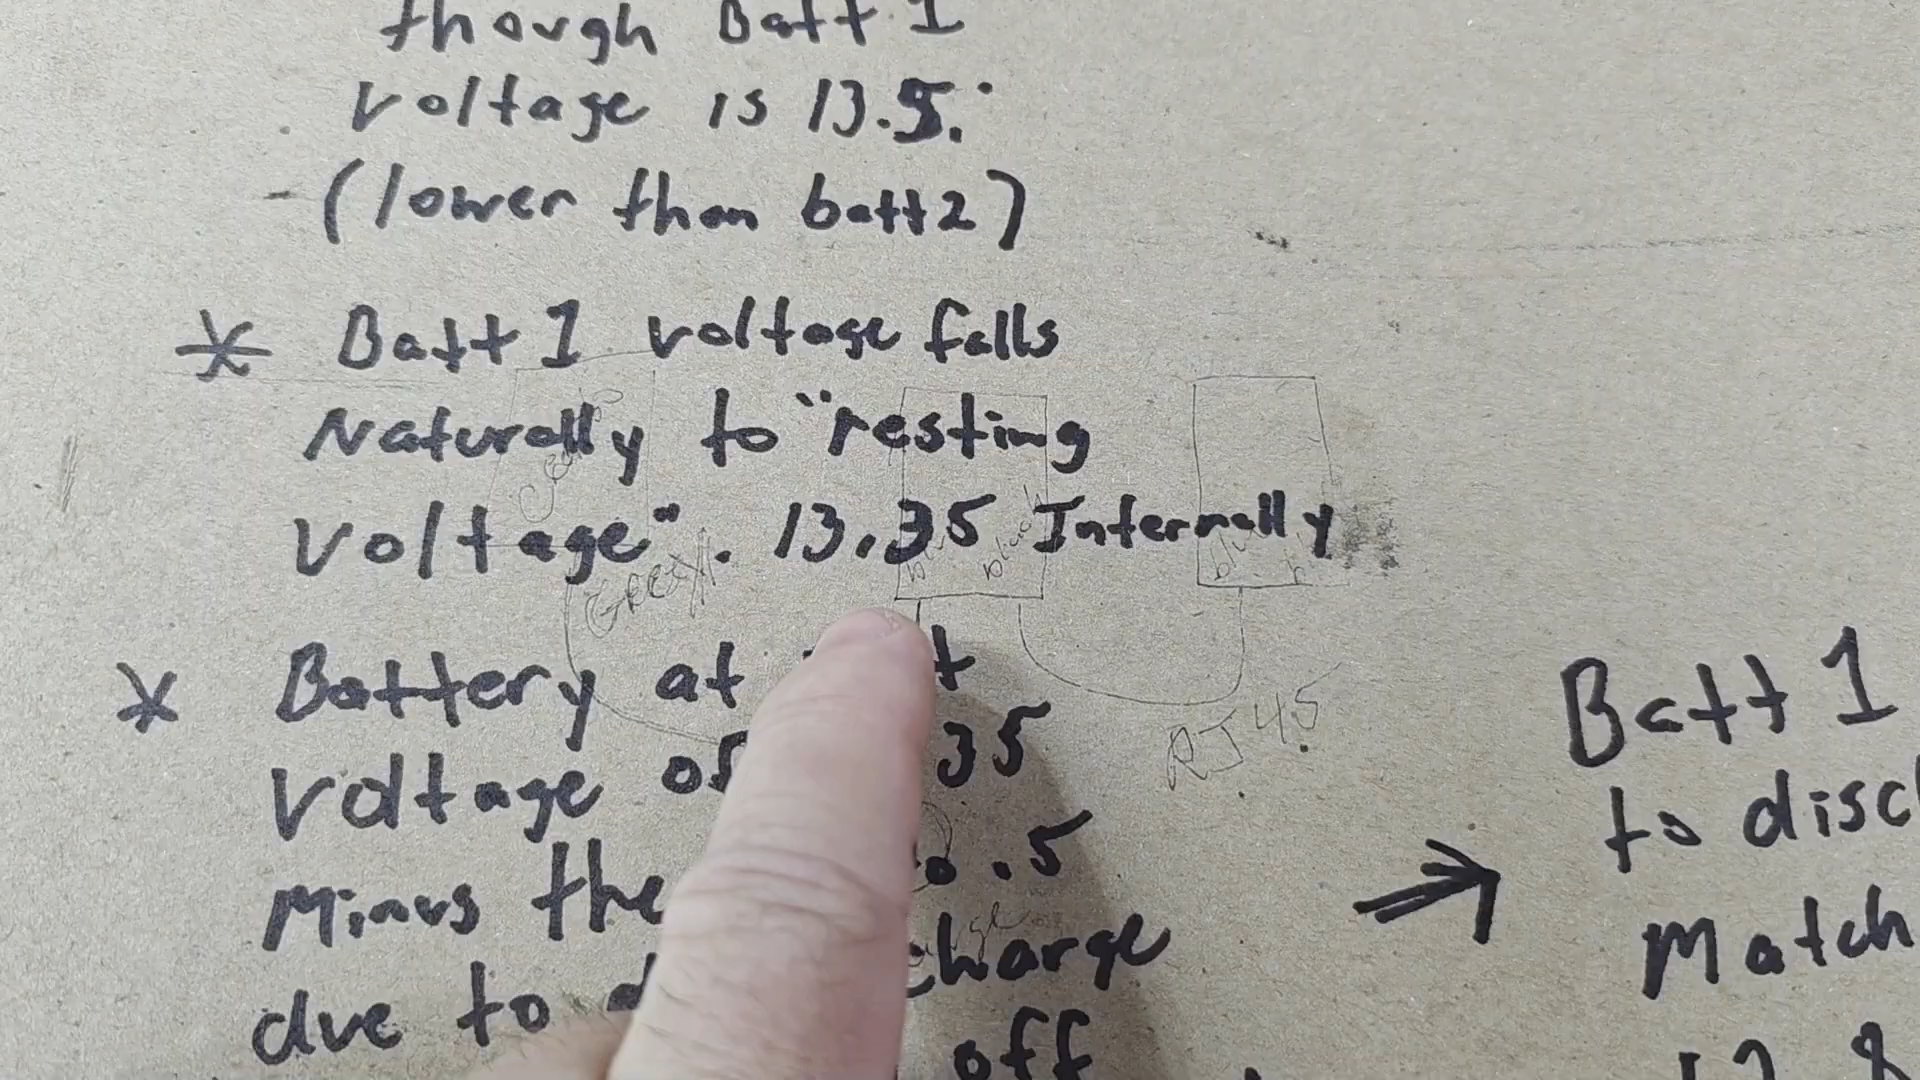 though Batt 1
voltage is 13.5.
(lower than batt2)
* Batt 1 voltage falls
Naturally to "resting
voltage". 13.35 Internally
* Battery at
voltage of 35
Minus the .5
due to charge
off
Batt 1
to disc
Match
GREY
RJ45